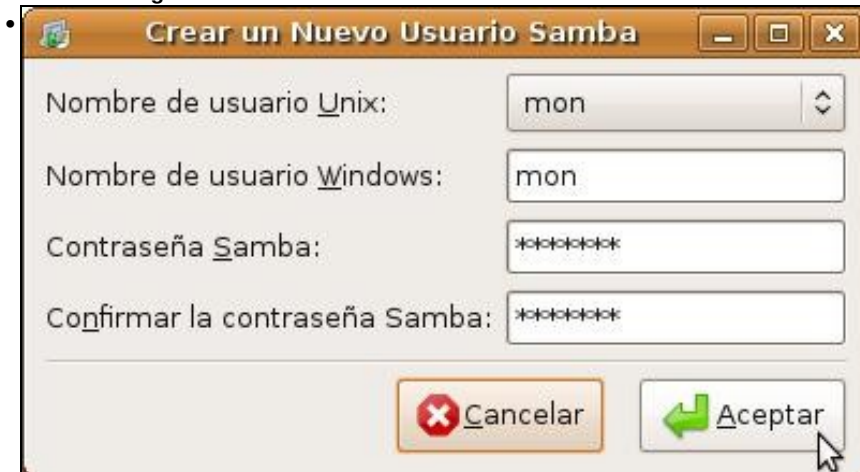 Crear un Nuevo Usuario Samba
Nombre de usuario Unix: mon
Nombre de usuario Windows: mon
Contraseña Samba: ********
Confirmar la contraseña Samba: ********
Cancelar Aceptar